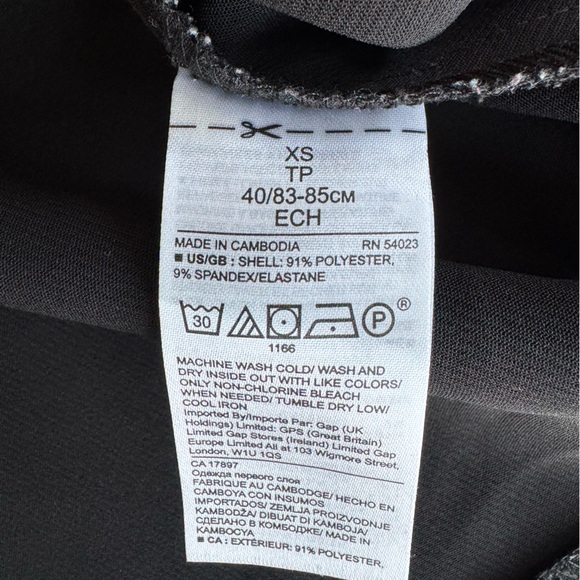 XS
TP
40/83-85см
ECH
MADE IN CAMBODIA RN 54023
■ US/GB : SHELL: 91% POLYESTER,
9% SPANDEX/ELASTANE
30 P ®
1166
MACHINE WASH COLD/ WASH AND
DRY INSIDE OUT WITH LIKE COLORS/
ONLY NON-CHLORINE BLEACH
WHEN NEEDED/ TUMBLE DRY LOW/
COOL IRON
Imported By/Importe Par: Gap (UK
Holdings) Limited: GPS (Great Britain)
Limited Gap Stores (Ireland) Limited Gap
Europe Limited All at 103 Wigmore Street,
London, W1U 1QS
CA 17897
Одежда первого слоя
FABRIQUE AU CAMBODGE/ HECHO EN
CAMBOYA CON INSUMOS
IMPORTADOS/ ZEMLJA PROIZVODNJE
KAMBODŽA/ DIBUAT DI KAMBOJA/
СДЕЛАНО В КОМБОДЖЕ/ MADE IN
KAMBOCYA
■ CA : EXTÉRIEUR: 91% POLYESTER,